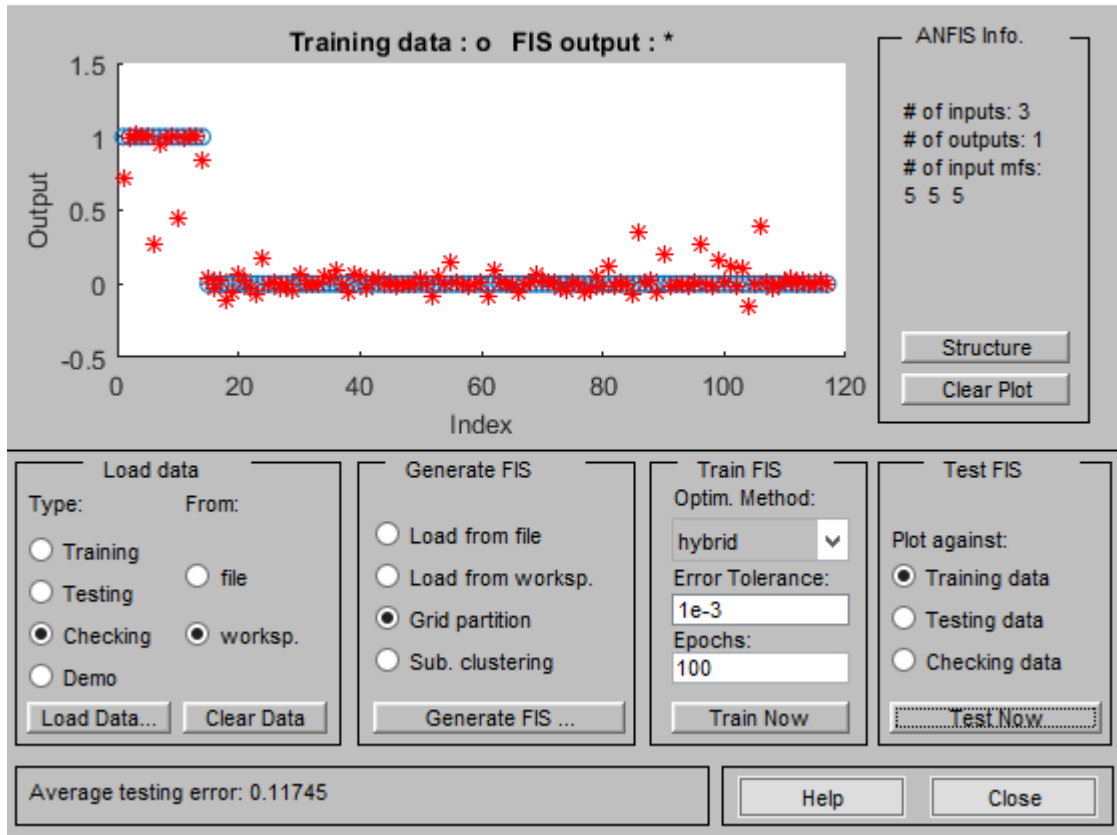 Training data : o   FIS output : *
1.5
1
0.5
0
-0.5
Output
0
20
40
60
80
100
120
Index
ANFIS Info.
# of inputs: 3
# of outputs: 1
# of input mfs:
5  5  5
Structure
Clear Plot
Load data
Type:
From:
Training
Testing
Checking
Demo
file
worksp.
Load Data...
Clear Data
Generate FIS
Load from file
Load from worksp.
Grid partition
Sub. clustering
Generate FIS ...
Train FIS
Optim. Method:
hybrid
Error Tolerance:
1e-3
Epochs:
100
Train Now
Test FIS
Plot against:
Training data
Testing data
Checking data
Test Now
Average testing error: 0.11745
Help
Close